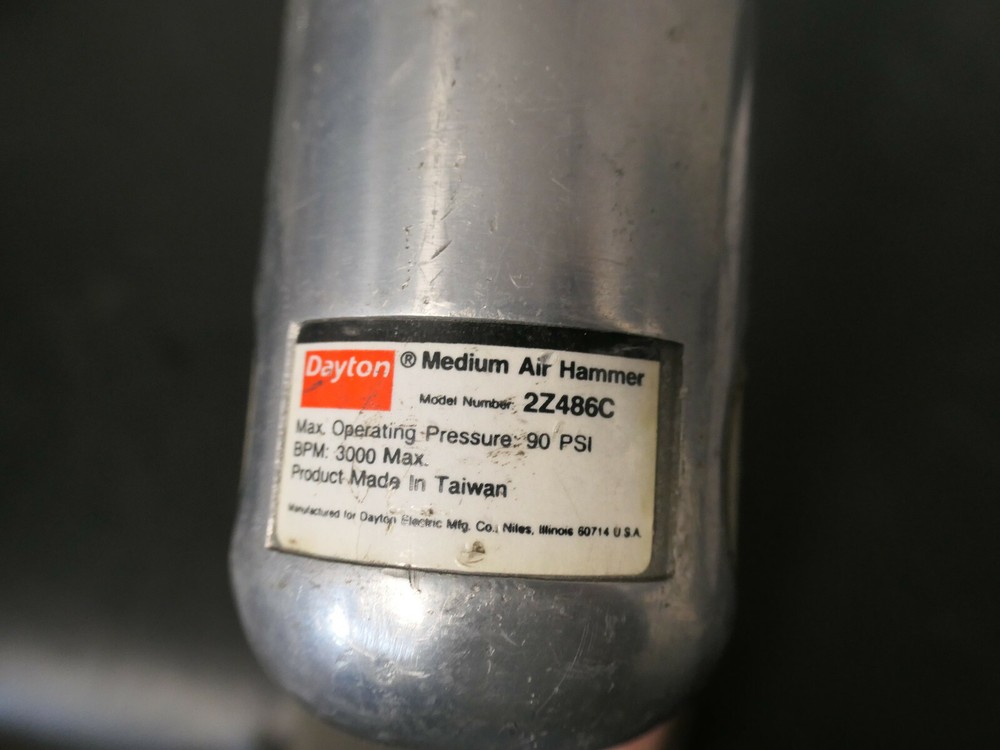 Dayton ® Medium Air Hammer
Model Number: 2Z486C
Max. Operating Pressure: 90 PSI
BPM: 3000 Max.
Product Made In Taiwan
Manufactured for Dayton Electric Mfg. Co., Niles, Illinois 60714 U.S.A.